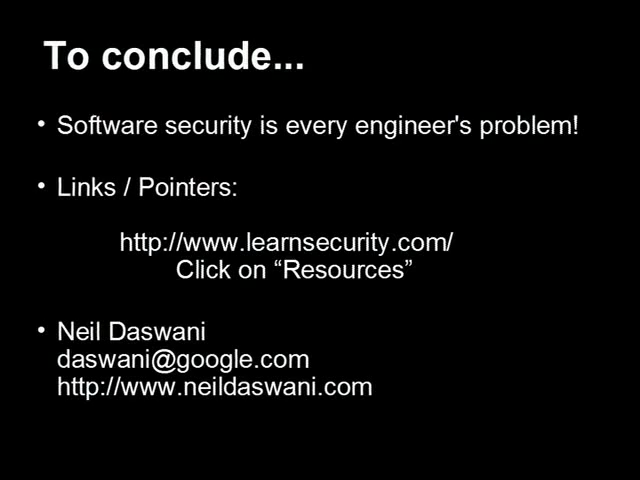 To conclude...
• Software security is every engineer's problem!
• Links / Pointers:
http://www.learnsecurity.com/
Click on “Resources”
• Neil Daswani
daswani@google.com
http://www.neildaswani.com